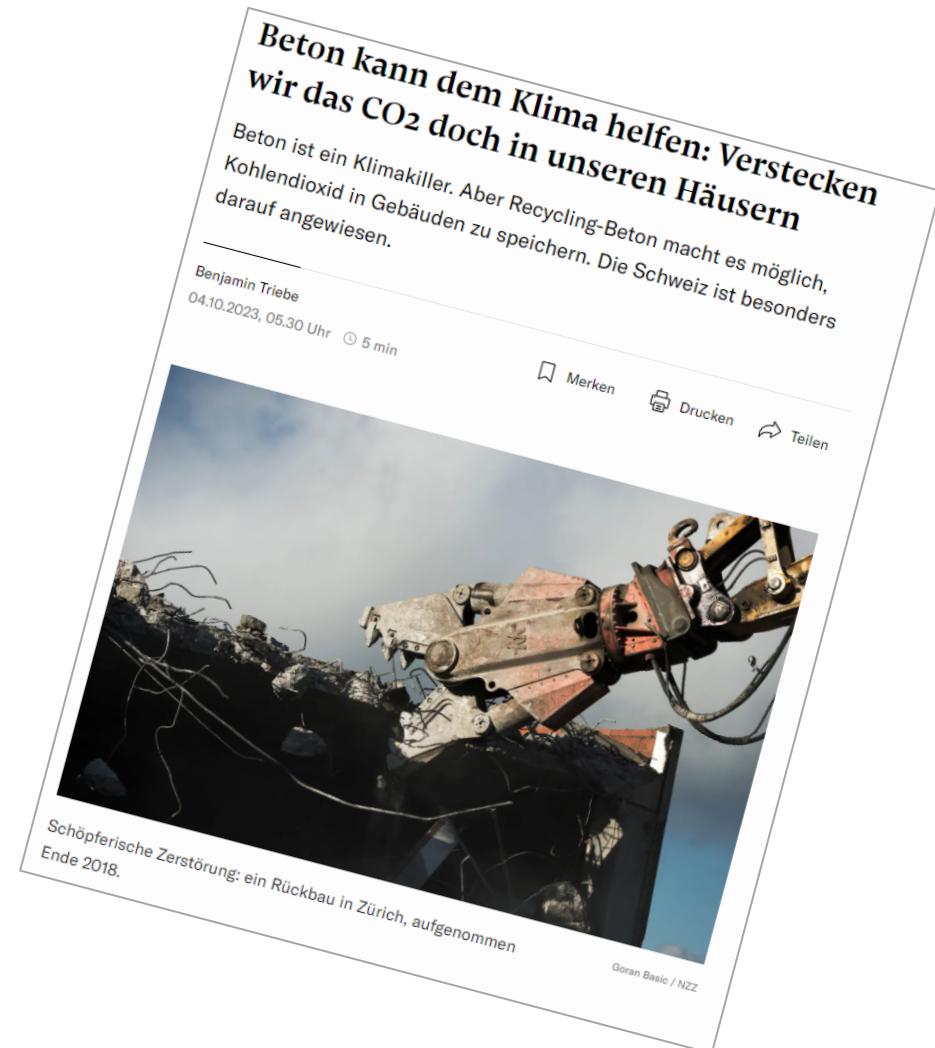 Beton kann dem Klima helfen: Verstecken
wir das CO2 doch in unseren Häusern
Beton ist ein Klimakiller. Aber Recycling-Beton macht es möglich,
Kohlendioxid in Gebäuden zu speichern. Die Schweiz ist besonders
darauf angewiesen.
Benjamin Triebe
04.10.2023, 05.30 Uhr 5 min
Merken Drucken Teilen
Schöpferische Zerstörung: ein Rückbau in Zürich, aufgenommen
Ende 2018.
Goran Basic / NZZ